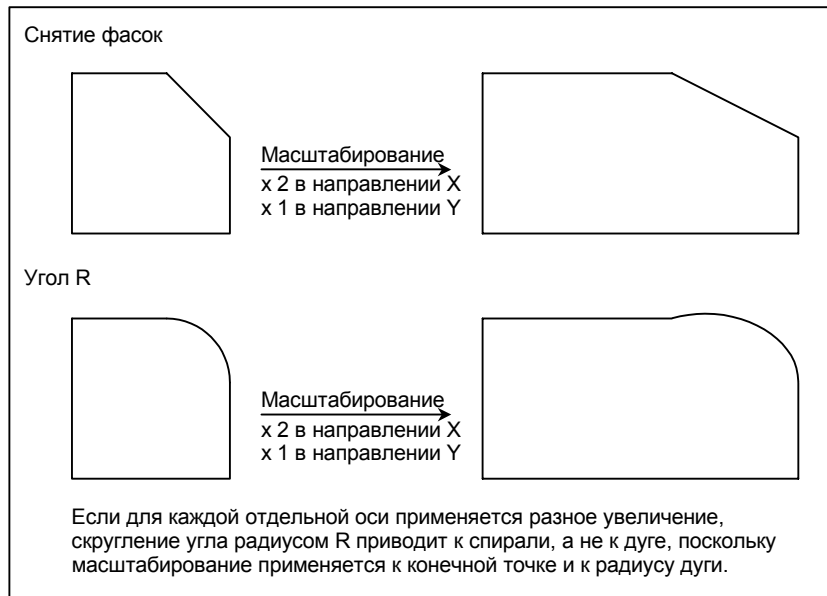 Снятие фасок
Масштабирование
x 2 в направлении X
x 1 в направлении Y
Угол R
Масштабирование
x 2 в направлении X
x 1 в направлении Y
Если для каждой отдельной оси применяется разное увеличение,
скругление угла радиусом R приводит к спирали, а не к дуге, поскольку
масштабирование применяется к конечной точке и к радиусу дуги.